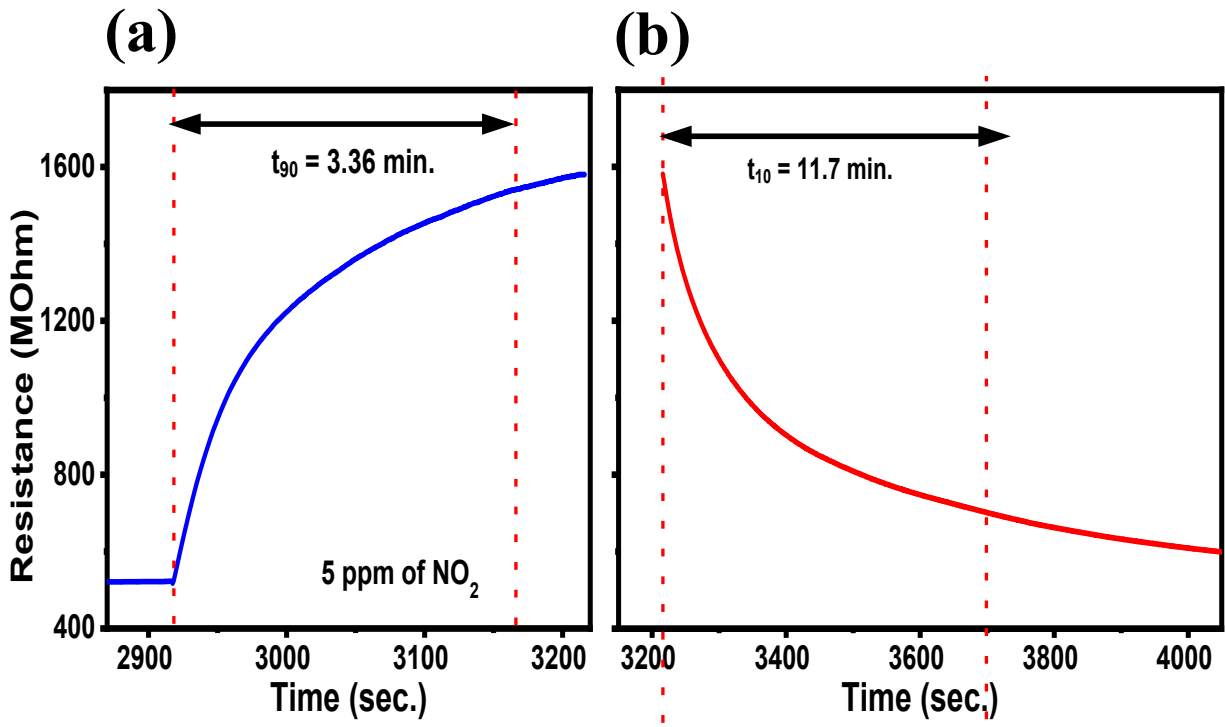 (a)
(b)
Resistance (MOhm)
1600
1200
800
400
t₉₀ = 3.36 min.
5 ppm of NO₂
2900
3000
3100
3200
Time (sec.)
t₁₀ = 11.7 min.
3200
3400
3600
3800
4000
Time (sec.)